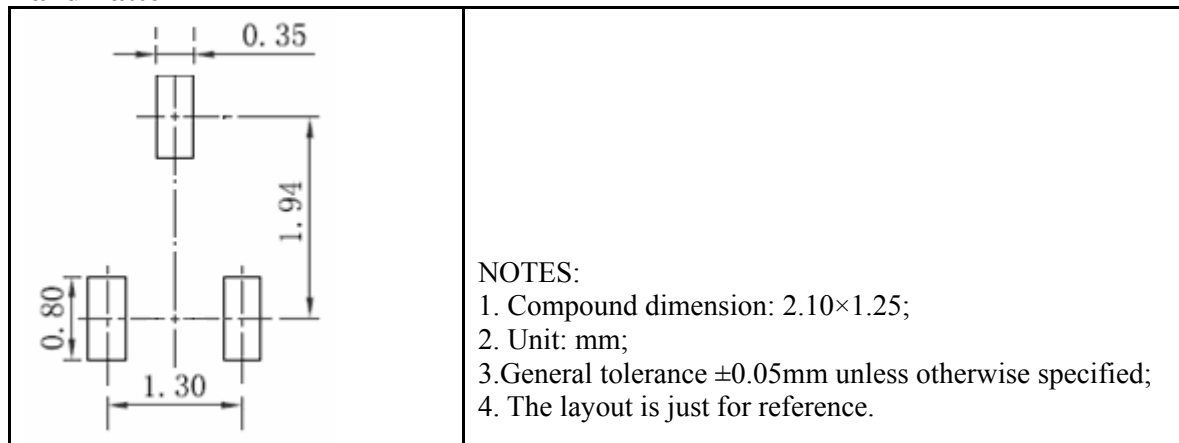 0.35
1.94
0.80
1.30
NOTES:
1. Compound dimension: 2.10×1.25;
2. Unit: mm;
3.General tolerance ±0.05mm unless otherwise specified;
4. The layout is just for reference.